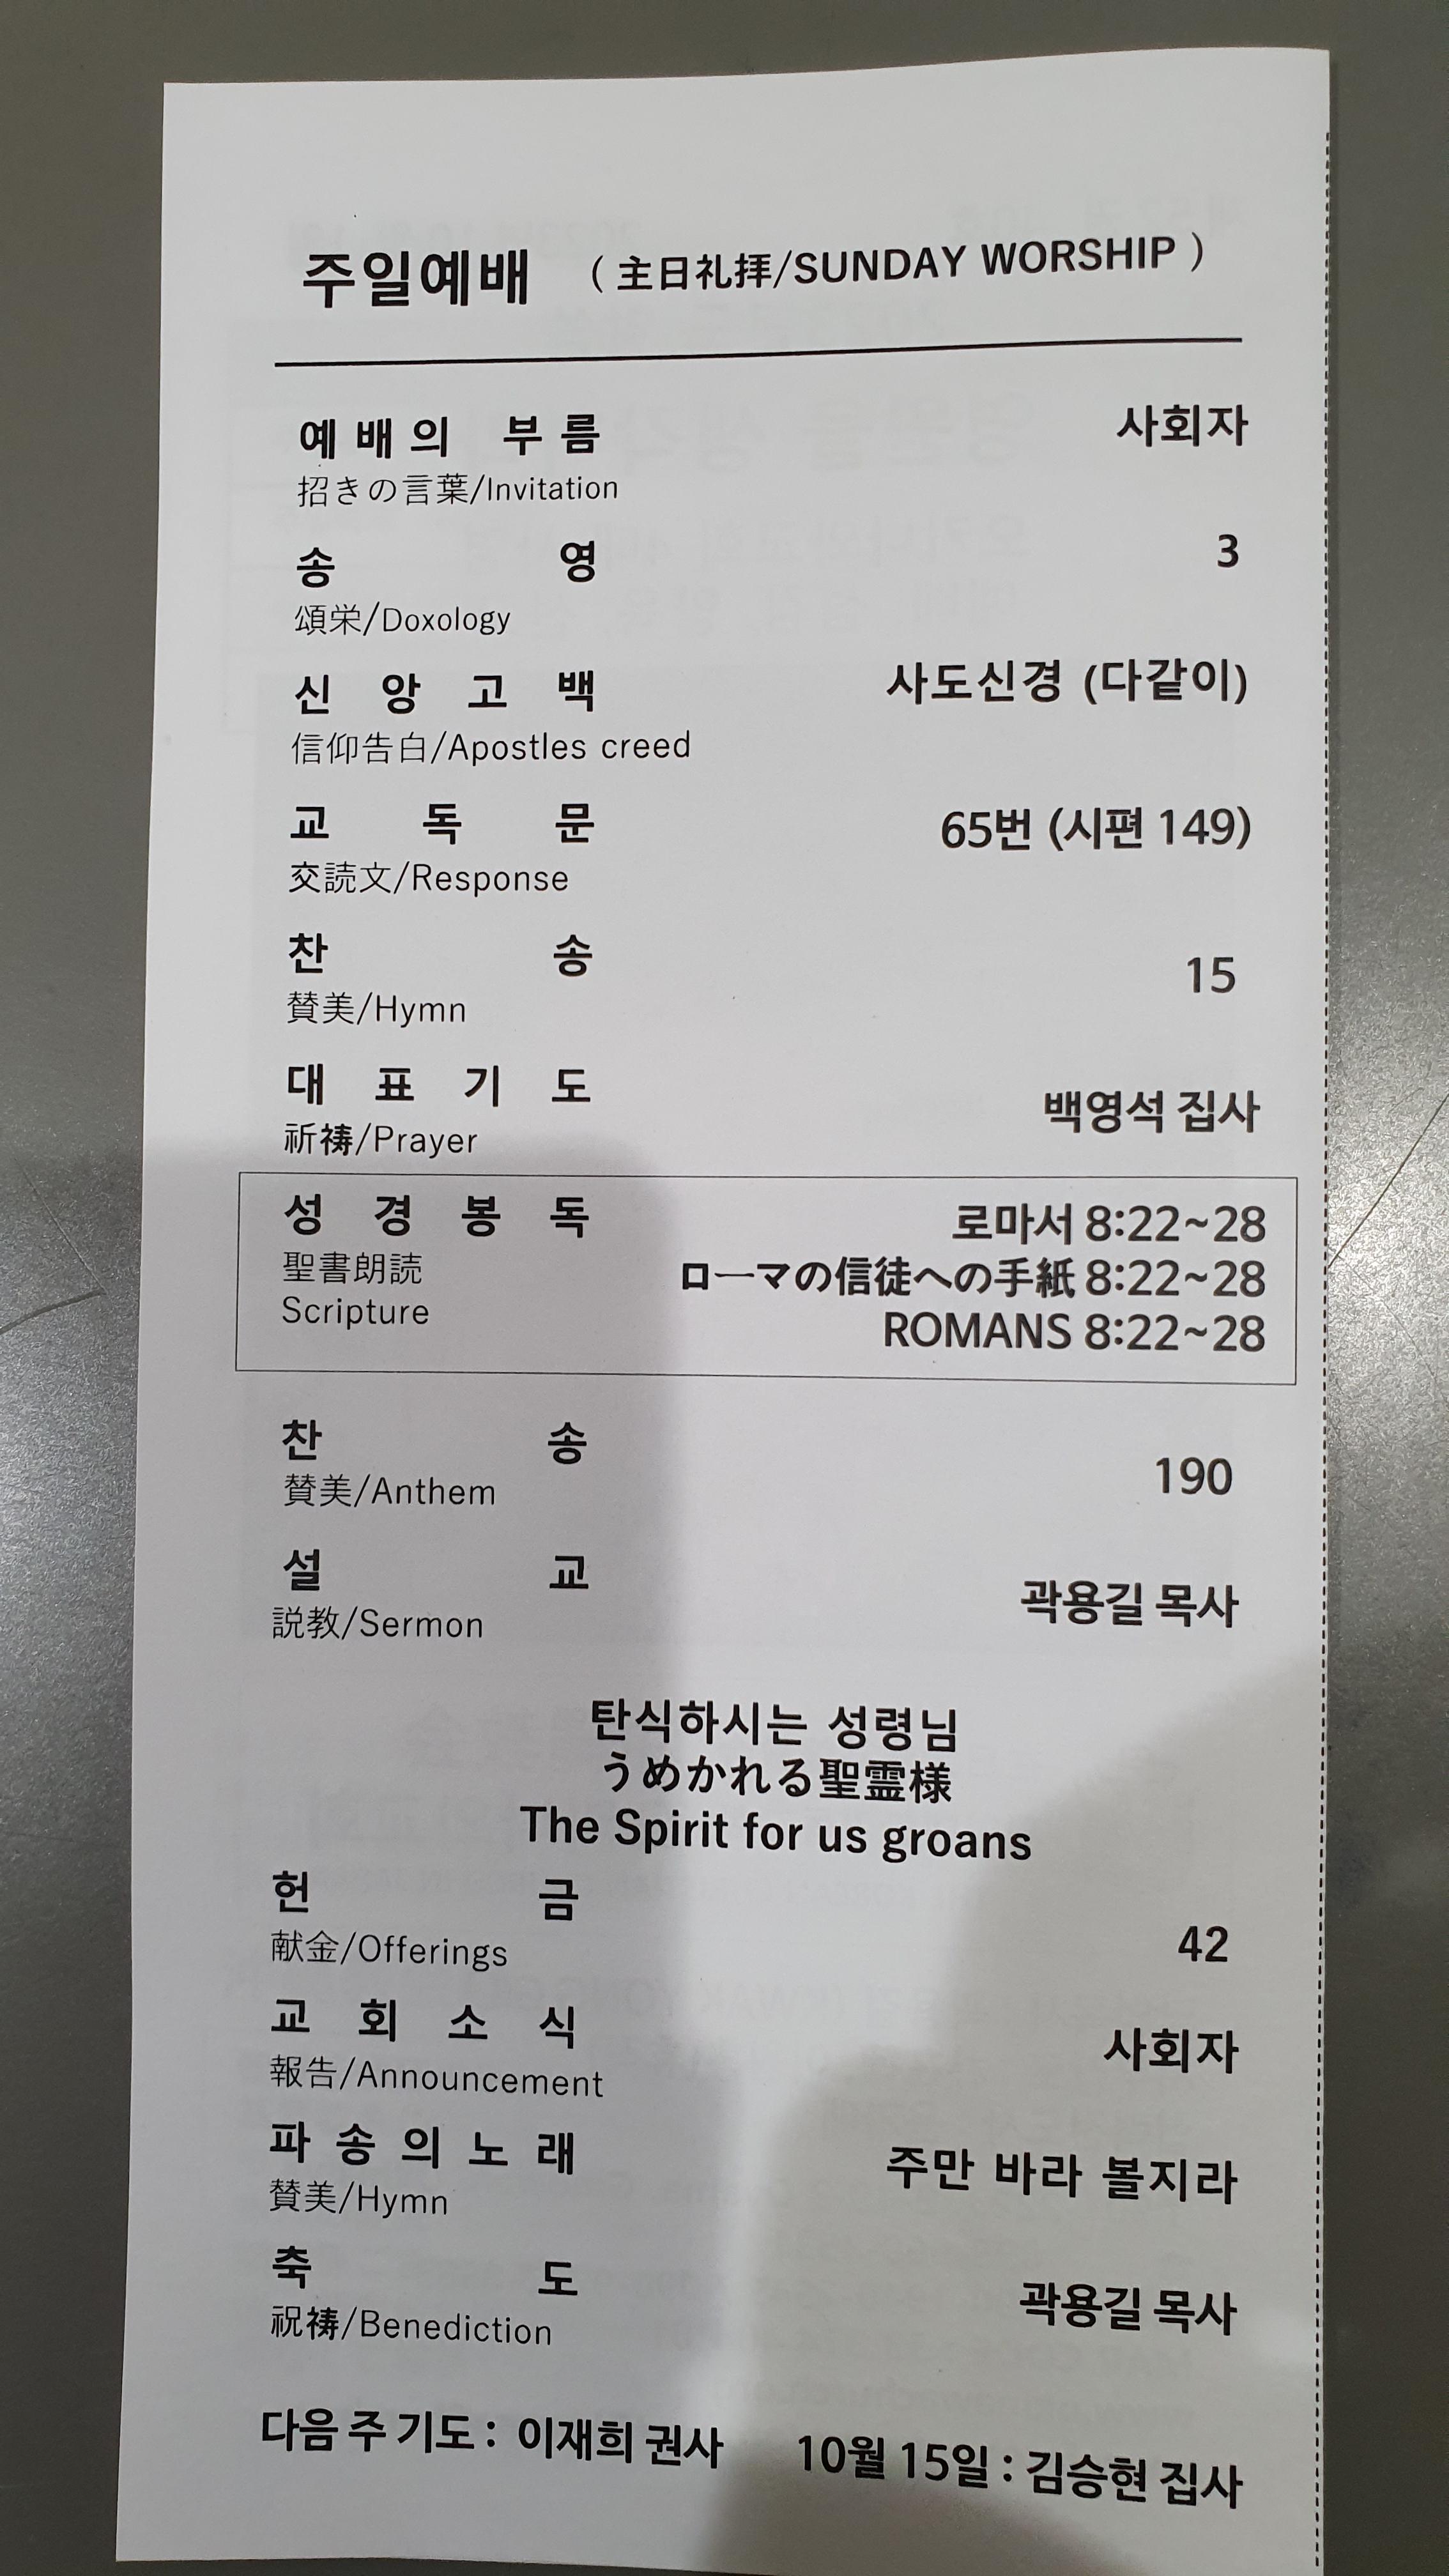 주일예배 ( 主日礼拝/SUNDAY WORSHIP )
예배의 부름 사회자
招きの言葉/Invitation
송 영 3
頌栄/Doxology
신 앙 고 백 사도신경 (다같이)
信仰告白/Apostles creed
교 독 문 65번 (시편 149)
交読文/Response
찬 송 15
賛美/Hymn
대 표 기 도 백영석 집사
祈祷/Prayer
성 경 봉 독 로마서 8:22~28
聖書朗読 ローマの信徒への手紙 8:22~28
Scripture ROMANS 8:22~28
찬 송 190
賛美/Anthem
설 교 곽용길 목사
説教/Sermon
탄식하시는 성령님
うめかれる聖霊様
The Spirit for us groans
헌 금 42
献金/Offerings
교 회 소 식 사회자
報告/Announcement
파 송 의 노 래 주만 바라 볼지라
賛美/Hymn
축 도 곽용길 목사
祝祷/Benediction
다음 주 기도 : 이재희 권사 10월 15일 : 김승현 집사